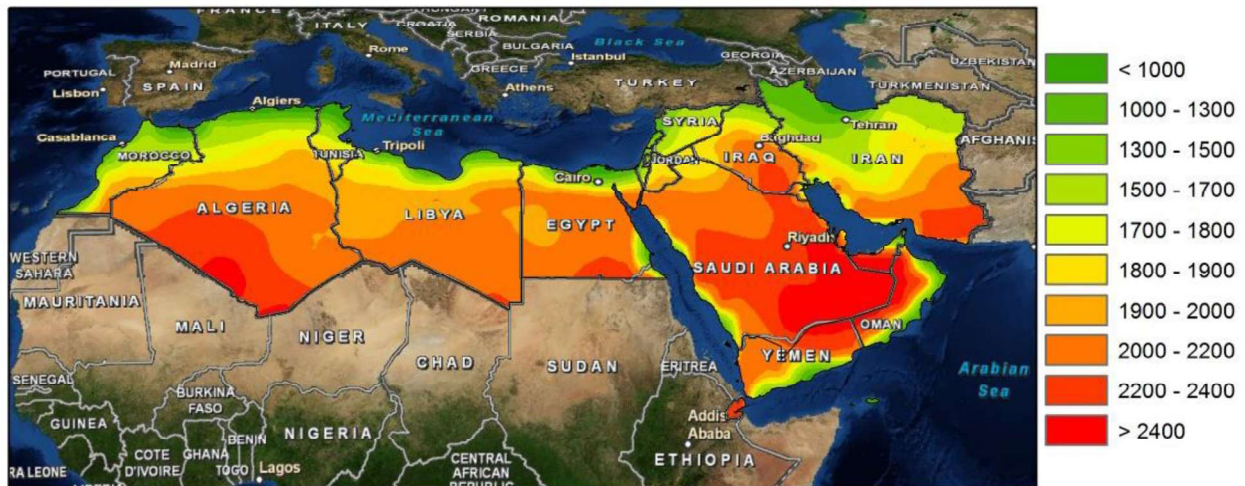 FRANCE
HUNGARY
ROMANIA
CROATIA
ITALY
SERBIA
BULGARIA
Black Sea
GEORGIA
UZBEKISTAN
Rome
Istanbul
AZERBAIJAN
TURKMENISTAN
PORTUGAL
Madrid
SPAIN
GREECE
TURKEY
Lisbon
Athens
Algiers
Mediterranean
Sea
SYRIA
Tehran
AFGHANIS
Casablanca
MOROCCO
TUNISIA
Tripoli
Baghdad
IRAQ
IRAN
JORDAN
Cairo
ALGERIA
LIBYA
EGYPT
WESTERN
SAHARA
Riyadh
SAUDI ARABIA
MAURITANIA
MALI
NIGER
CHAD
SUDAN
ERITREA
YEMEN
OMAN
Arabian
Sea
SENEGAL
BURKINA
FASO
GUINEA
BENIN
NIGERIA
Addis
Ababa
ETHIOPIA
COTE
D'IVOIRE
GHANA
TOGO
Lagos
CENTRAL
AFRICAN
REPUBLIC
RA LEONE
< 1000
1000 - 1300
1300 - 1500
1500 - 1700
1700 - 1800
1800 - 1900
1900 - 2000
2000 - 2200
2200 - 2400
> 2400